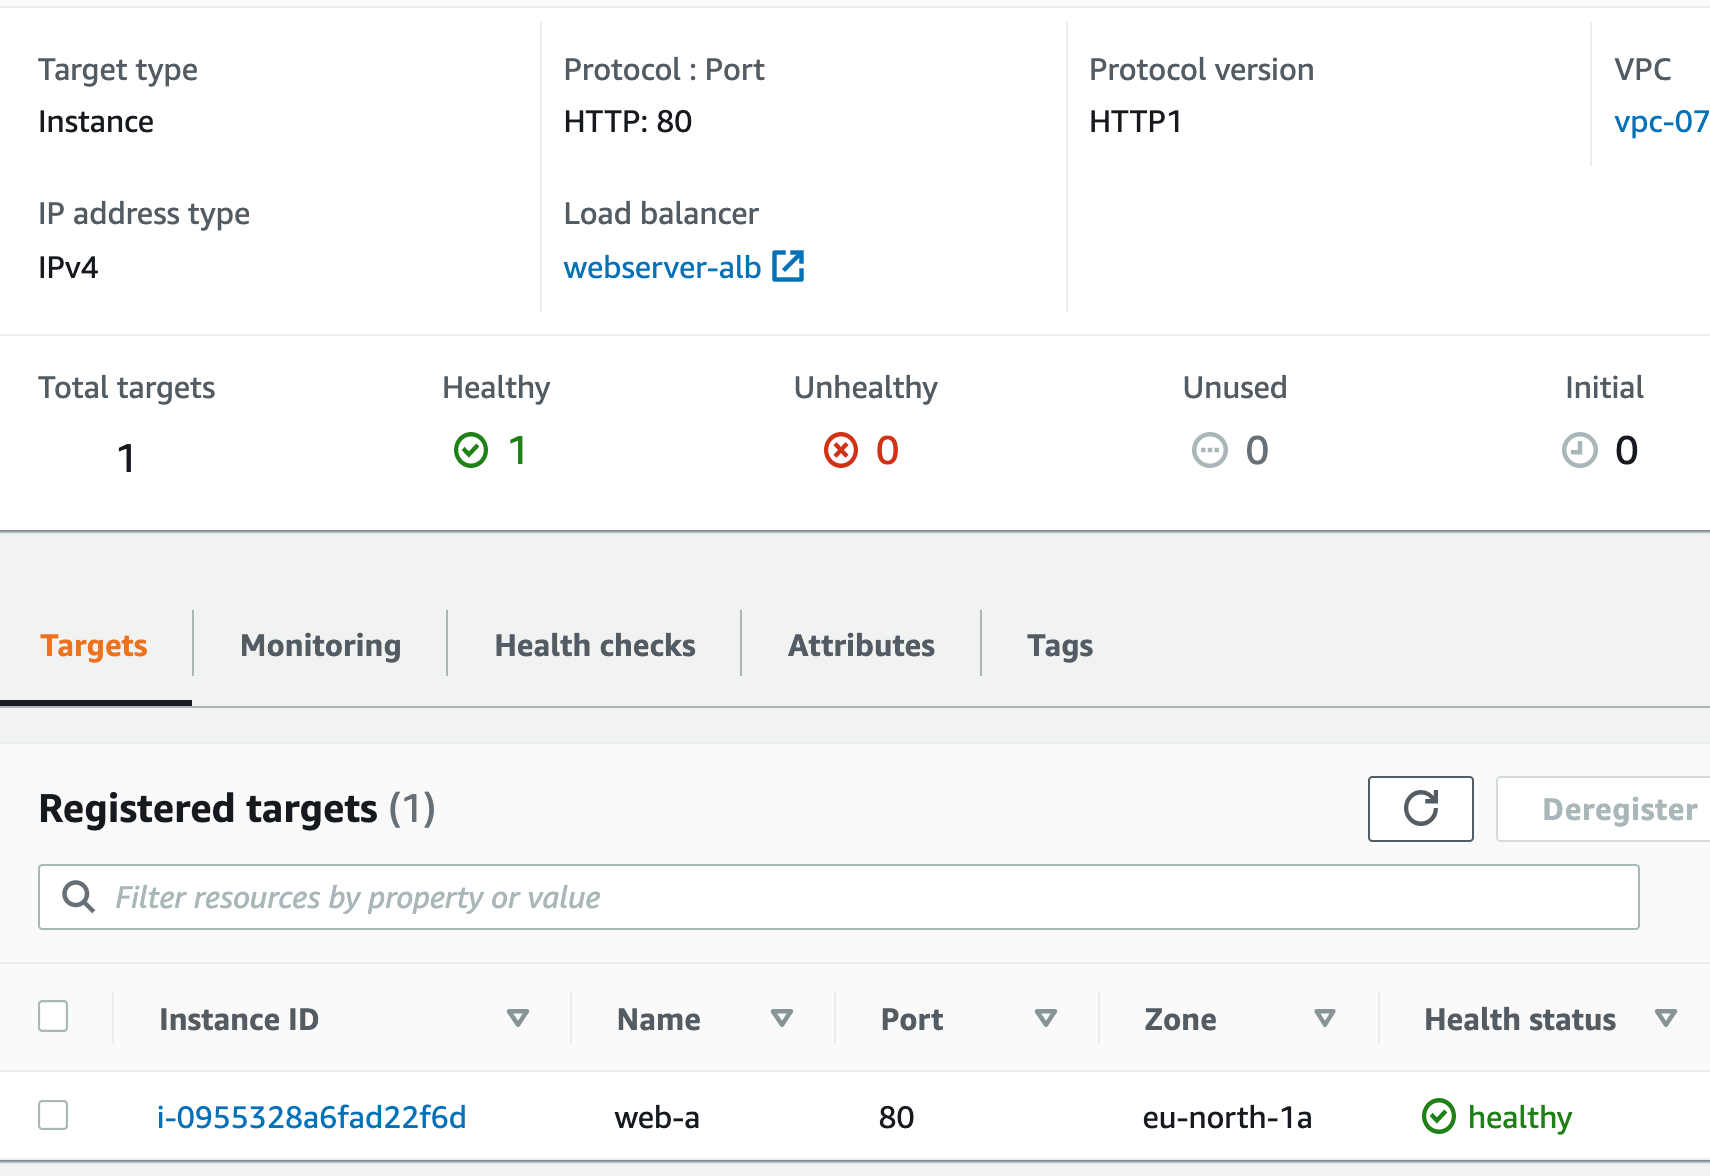 Target type Protocol : Port Protocol version VPC
Instance HTTP: 80 HTTP1 vpc-07
IP address type Load balancer
IPv4 webserver-alb
Total targets Healthy Unhealthy Unused Initial
1 1 0 0 0
Targets Monitoring Health checks Attributes Tags
Registered targets (1) Deregister
Filter resources by property or value
Instance ID Name Port Zone Health status
i-0955328a6fad22f6d web-a 80 eu-north-1a healthy